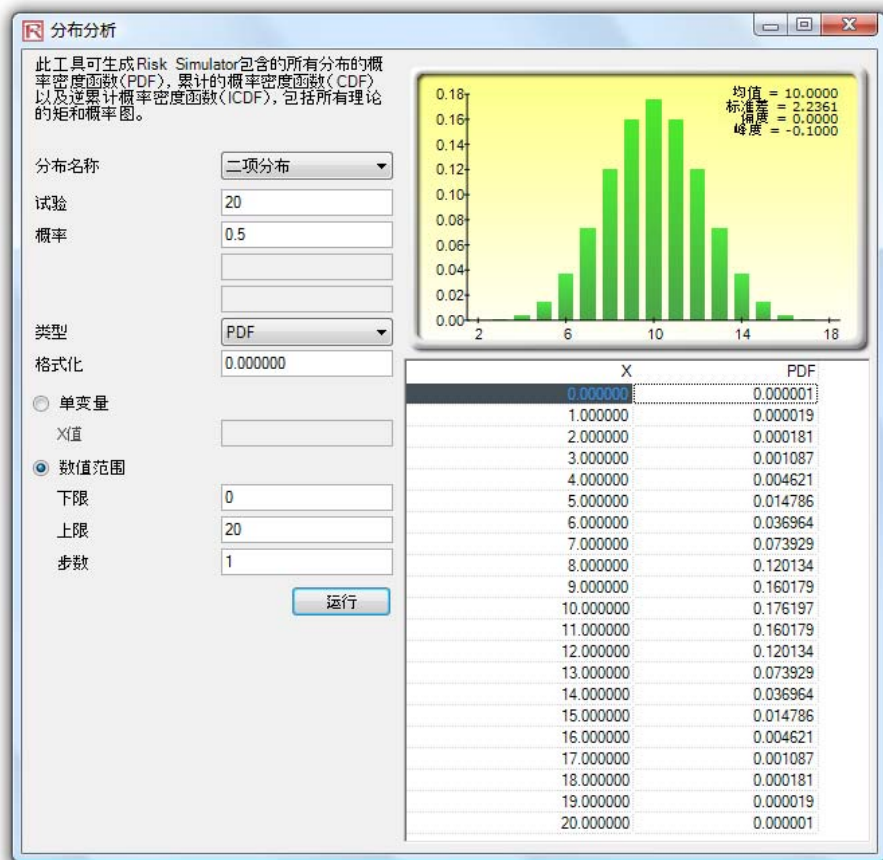 分布分析
此工具可生成Risk Simulator包含的所有分布的概
率密度函数(PDF), 累计的概率密度函数(CDF)
以及逆累计概率密度函数(ICDF), 包括所有理论
的矩和概率图。
分布名称 二项分布
试验 20
概率 0.5
类型 PDF
格式化 0.000000
单变量
X值
数值范围
下限 0
上限 20
步数 1
运行
均值 = 10.0000
标准差 = 2.2361
偏度 = 0.0000
峰度 = -0.1000
0.18
0.16
0.14
0.12
0.10
0.08
0.06
0.04
0.02
0.00
2 6 10 14 18
X PDF
0.000000 0.000001
1.000000 0.000019
2.000000 0.000181
3.000000 0.001087
4.000000 0.004621
5.000000 0.014786
6.000000 0.036964
7.000000 0.073929
8.000000 0.120134
9.000000 0.160179
10.000000 0.176197
11.000000 0.160179
12.000000 0.120134
13.000000 0.073929
14.000000 0.036964
15.000000 0.014786
16.000000 0.004621
17.000000 0.001087
18.000000 0.000181
19.000000 0.000019
20.000000 0.000001